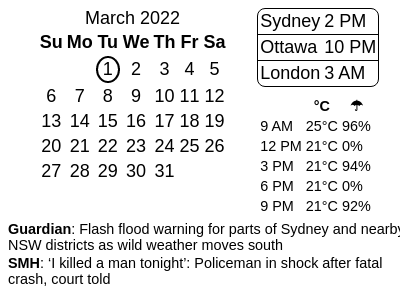 March 2022
Su Mo Tu We Th Fr Sa
1 2 3 4 5
6 7 8 9 10 11 12
13 14 15 16 17 18 19
20 21 22 23 24 25 26
27 28 29 30 31
Sydney 2 PM
Ottawa 10 PM
London 3 AM
°C ☂
9 AM 25°C 96%
12 PM 21°C 0%
3 PM 21°C 94%
6 PM 21°C 0%
9 PM 21°C 92%
Guardian: Flash flood warning for parts of Sydney and nearby
NSW districts as wild weather moves south
SMH: ‘I killed a man tonight’: Policeman in shock after fatal
crash, court told